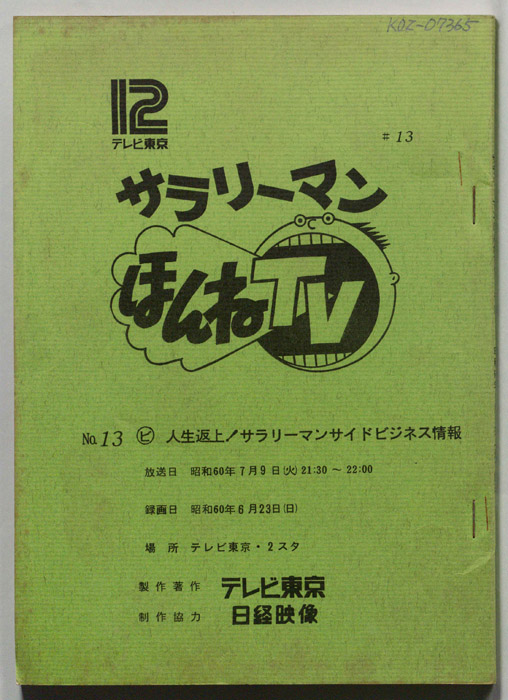 KOZ-07365
12
テレビ東京
#13
サラリーマン
ほんねTV
No.13 ㋪ 人生返上！サラリーマンサイドビジネス情報
放送日 昭和60年7月9日(火)21:30～22:00
録画日 昭和60年6月23日(日)
場所 テレビ東京・2スタ
製作著作 テレビ東京
制作協力 日経映像